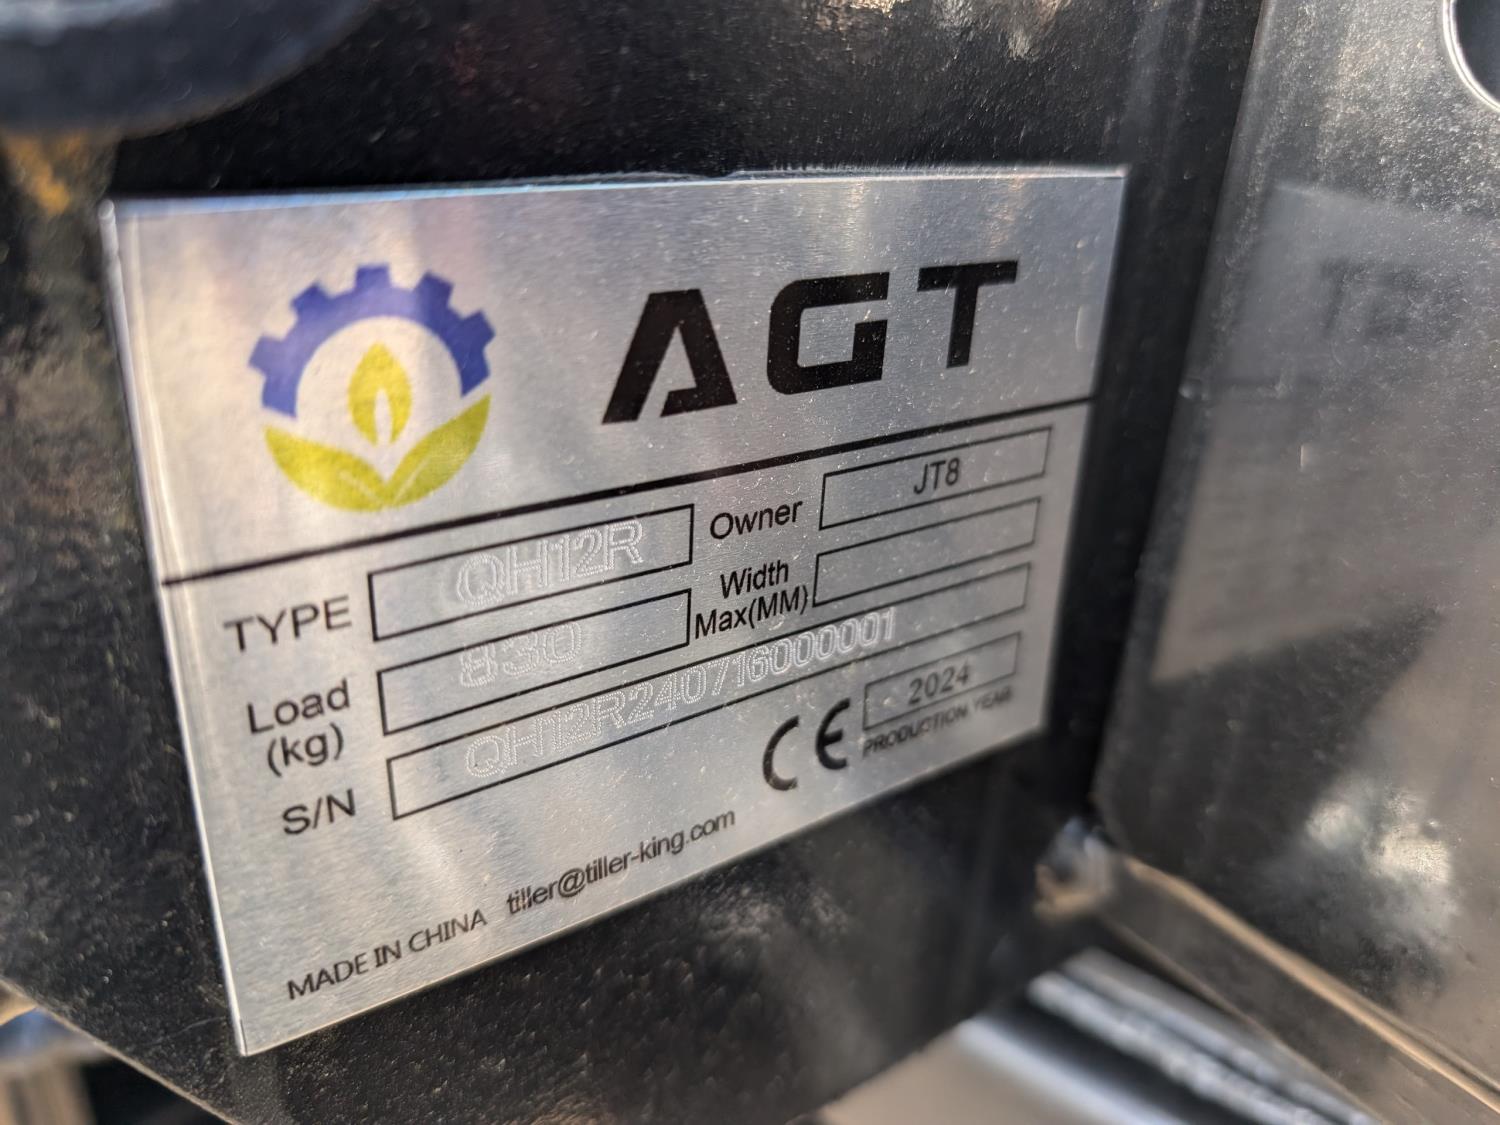 AGT
TYPE QH12R Owner JT8
Load (kg) 830 Width Max(MM)
S/N QH12R240716000001
CE 2024
PRODUCTION YEAR
MADE IN CHINA tiller@tiller-king.com